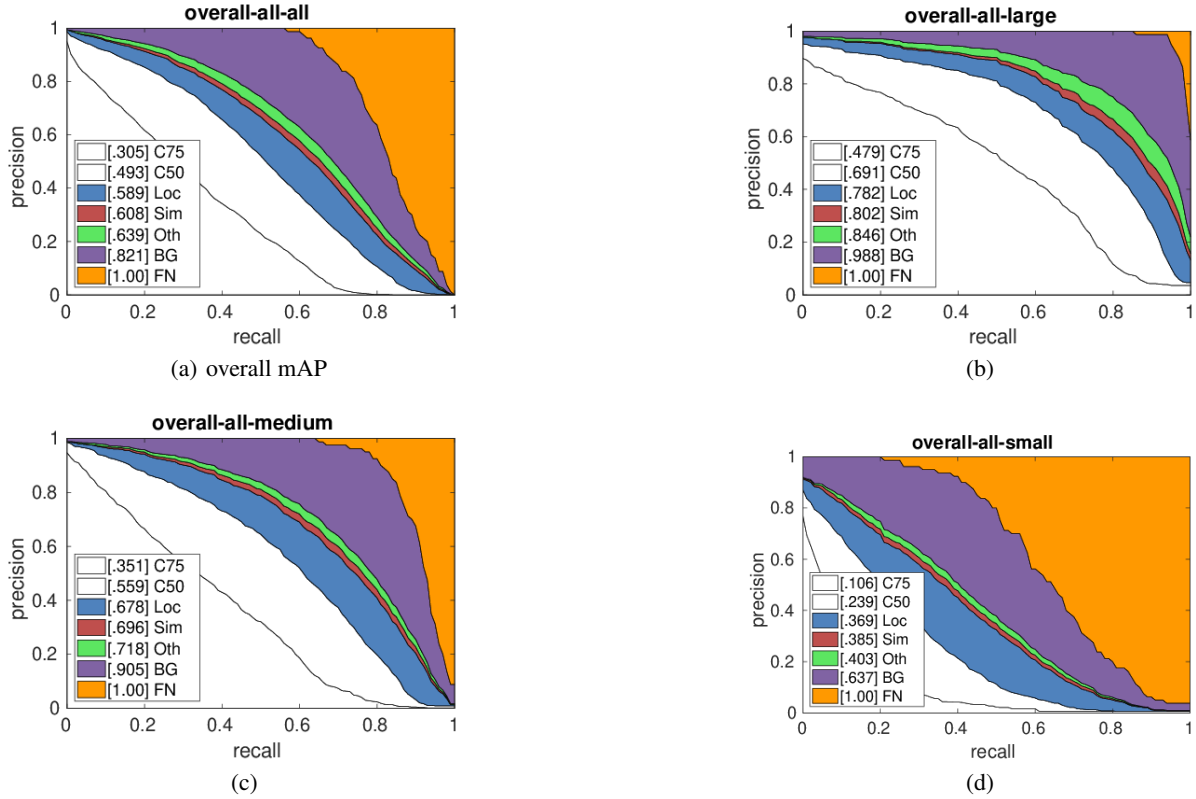 overall-all-all
1
0.8
0.6
0.4
0.2
0
precision
[.305] C75
[.493] C50
[.589] Loc
[.608] Sim
[.639] Oth
[.821] BG
[1.00] FN
0 0.2 0.4 0.6 0.8 1
recall
(a) overall mAP
overall-all-large
1
0.8
0.6
0.4
0.2
0
precision
[.479] C75
[.691] C50
[.782] Loc
[.802] Sim
[.846] Oth
[.988] BG
[1.00] FN
0 0.2 0.4 0.6 0.8 1
recall
(b)
overall-all-medium
1
0.8
0.6
0.4
0.2
0
precision
[.351] C75
[.559] C50
[.678] Loc
[.696] Sim
[.718] Oth
[.905] BG
[1.00] FN
0 0.2 0.4 0.6 0.8 1
recall
(c)
overall-all-small
1
0.8
0.6
0.4
0.2
0
precision
[.106] C75
[.239] C50
[.369] Loc
[.385] Sim
[.403] Oth
[.637] BG
[1.00] FN
0 0.2 0.4 0.6 0.8 1
recall
(d)